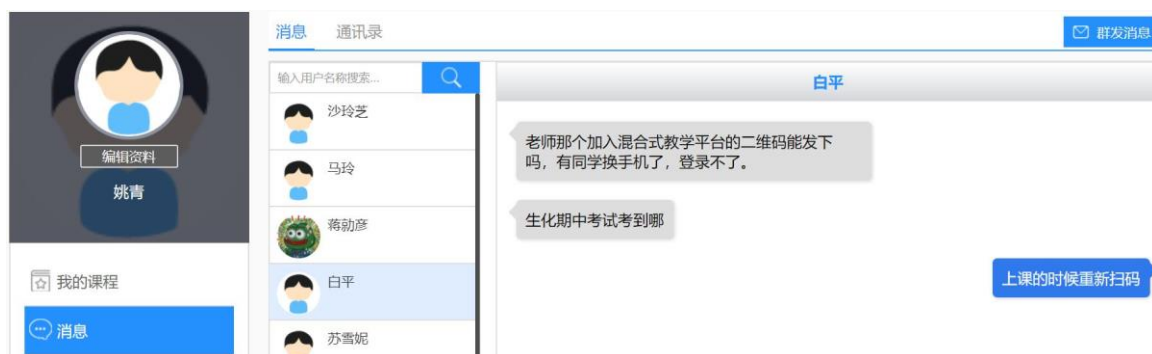 消息 通讯录
群发消息
编辑资料
姚青
我的课程
消息
输入用户名称搜索...
沙玲芝
马玲
蒋勍彦
白平
苏雪妮
白平
老师那个加入混合式教学平台的二维码能发下
吗，有同学换手机了，登录不了。
生化期中考试考到哪
上课的时候重新扫码